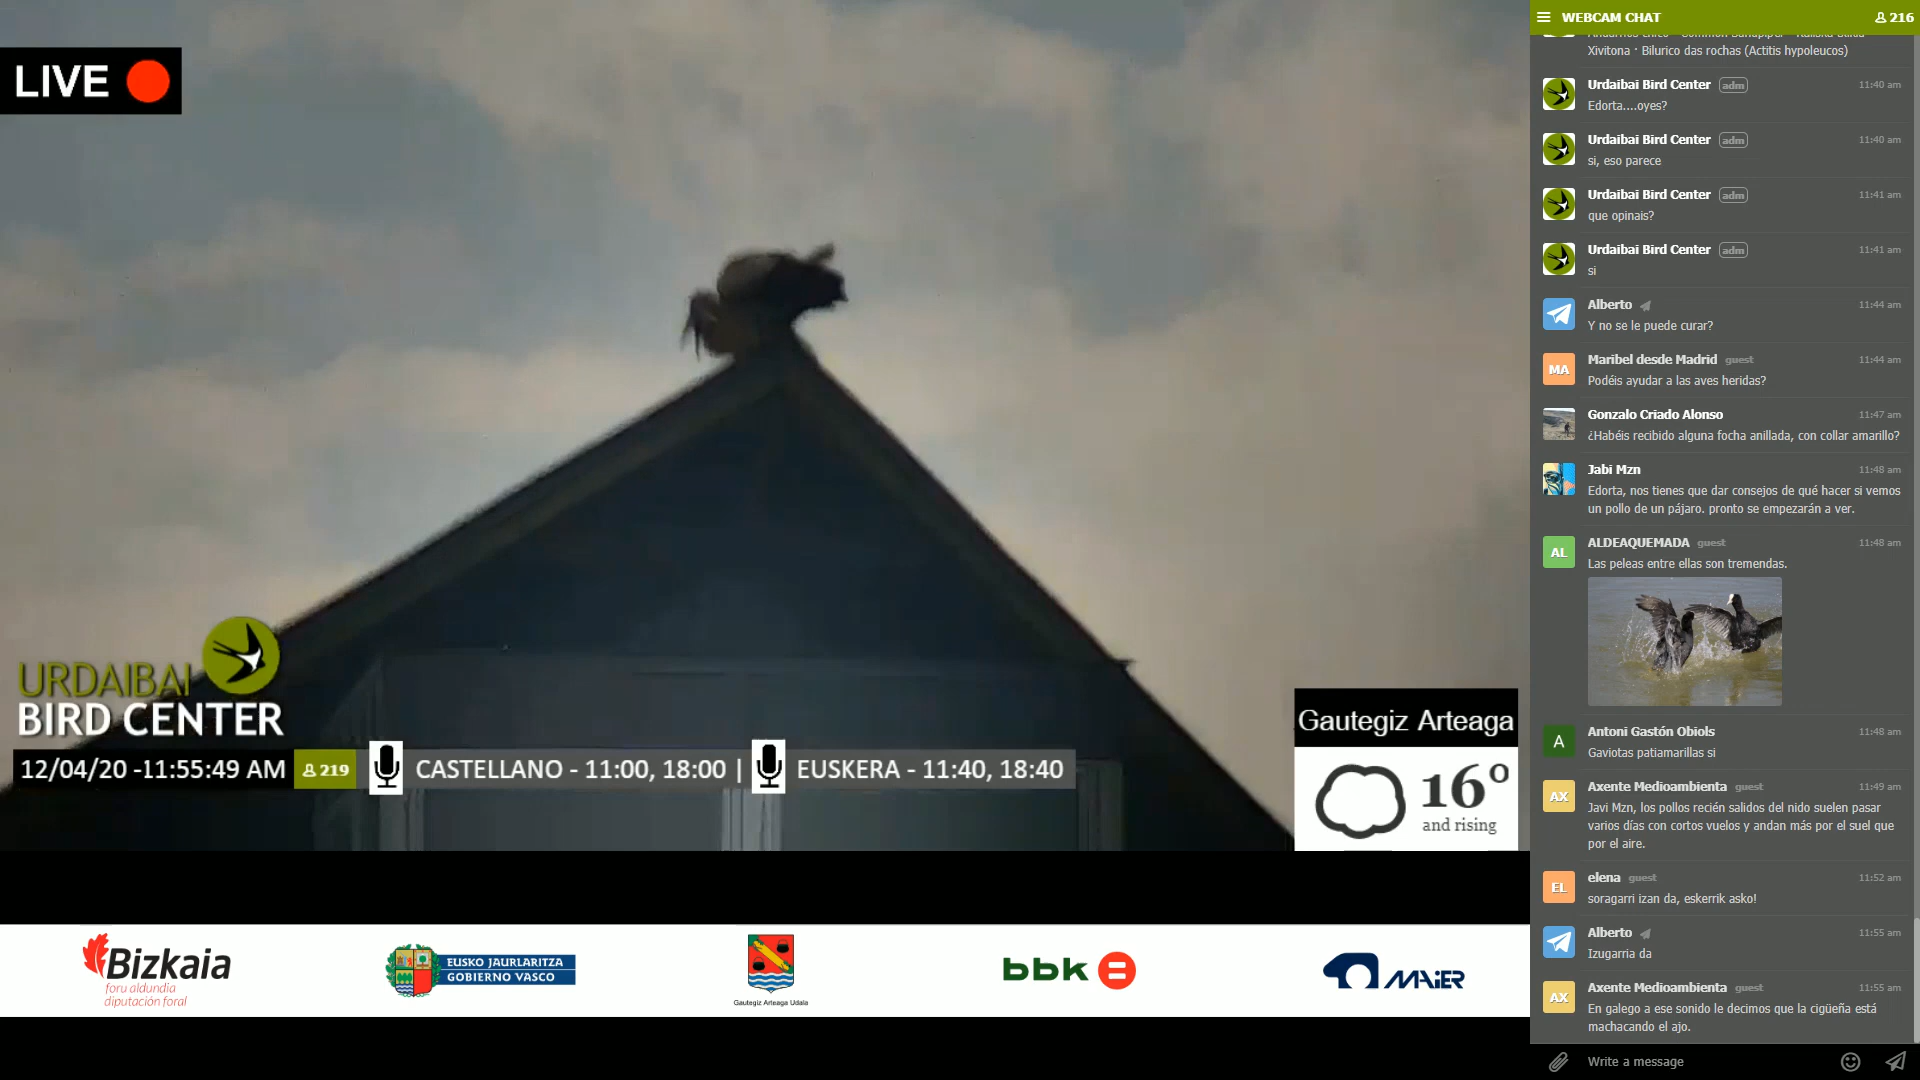 LIVE
URDAIBAI
BIRD CENTER
12/04/20 -11:55:49 AM
219
CASTELLANO - 11:00, 18:00 |
EUSKERA - 11:40, 18:40
Gautegiz Arteaga
16°
and rising
Bizkaia
foru aldundia
diputación foral
EUSKO JAURLARITZA
GOBIERNO VASCO
Gautegiz Arteaga Udala
bbk
MAIER
WEBCAM CHAT
216
Xivitona · Bilurico das rochas (Actitis hypoleucos)
Urdaibai Bird Center adm 11:40 am
Edorta....oyes?
Urdaibai Bird Center adm 11:40 am
si, eso parece
Urdaibai Bird Center adm 11:41 am
que opinais?
Urdaibai Bird Center adm 11:41 am
si
Alberto 11:44 am
Y no se le puede curar?
MA
Maribel desde Madrid guest 11:44 am
Podéis ayudar a las aves heridas?
Gonzalo Criado Alonso 11:47 am
¿Habéis recibido alguna focha anillada, con collar amarillo?
Jabi Mzn 11:48 am
Edorta, nos tienes que dar consejos de qué hacer si vemos
un pollo de un pájaro. pronto se empezarán a ver.
AL
ALDEAQUEMADA guest 11:48 am
Las peleas entre ellas son tremendas.
A
Antoni Gastón Obiols 11:48 am
Gaviotas patiamarillas si
AX
Axente Medioambienta guest 11:49 am
Javi Mzn, los pollos recién salidos del nido suelen pasar
varios días con cortos vuelos y andan más por el suel que
por el aire.
EL
elena guest 11:52 am
soragarri izan da, eskerrik asko!
Alberto 11:55 am
Izugarria da
AX
Axente Medioambienta guest 11:55 am
En galego a ese sonido le decimos que la cigüeña está
machacando el ajo.
Write a message